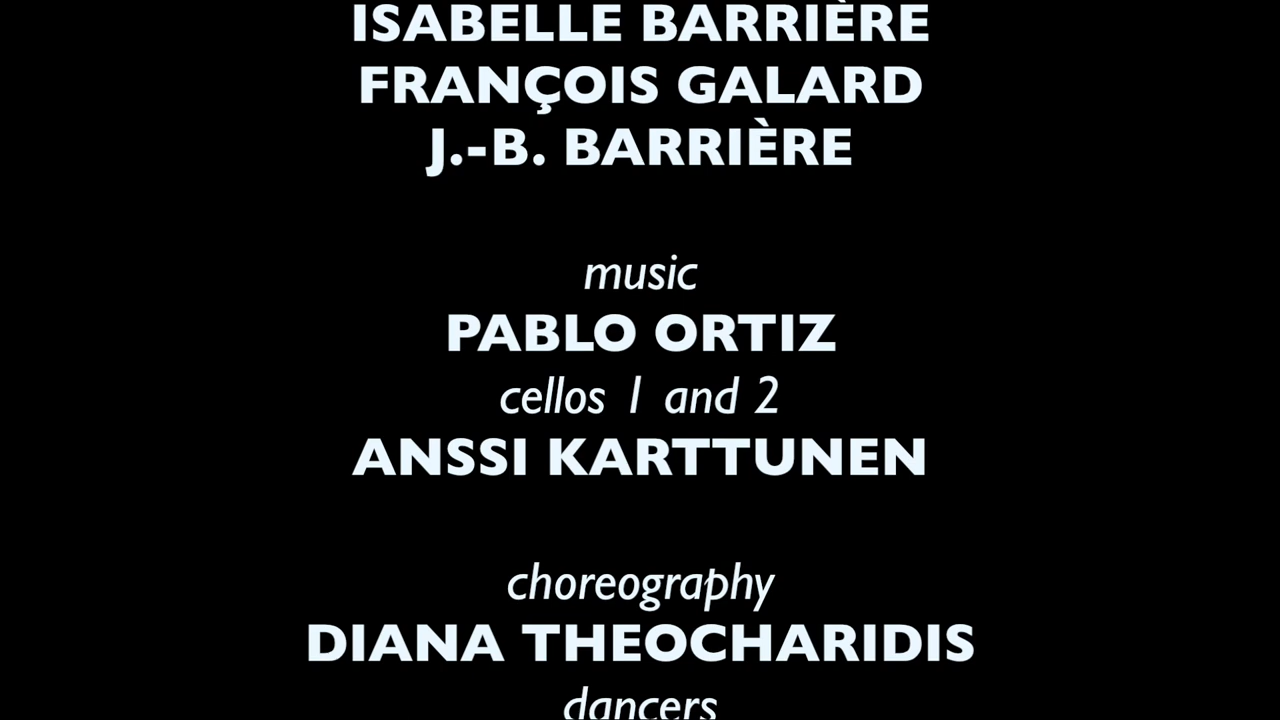 ISABELLE BARRIÈRE
FRANÇOIS GALARD
J.-B. BARRIÈRE
music
PABLO ORTIZ
cellos 1 and 2
ANSSI KARTTUNEN
choreography
DIANA THEOCHARIDIS
dancers